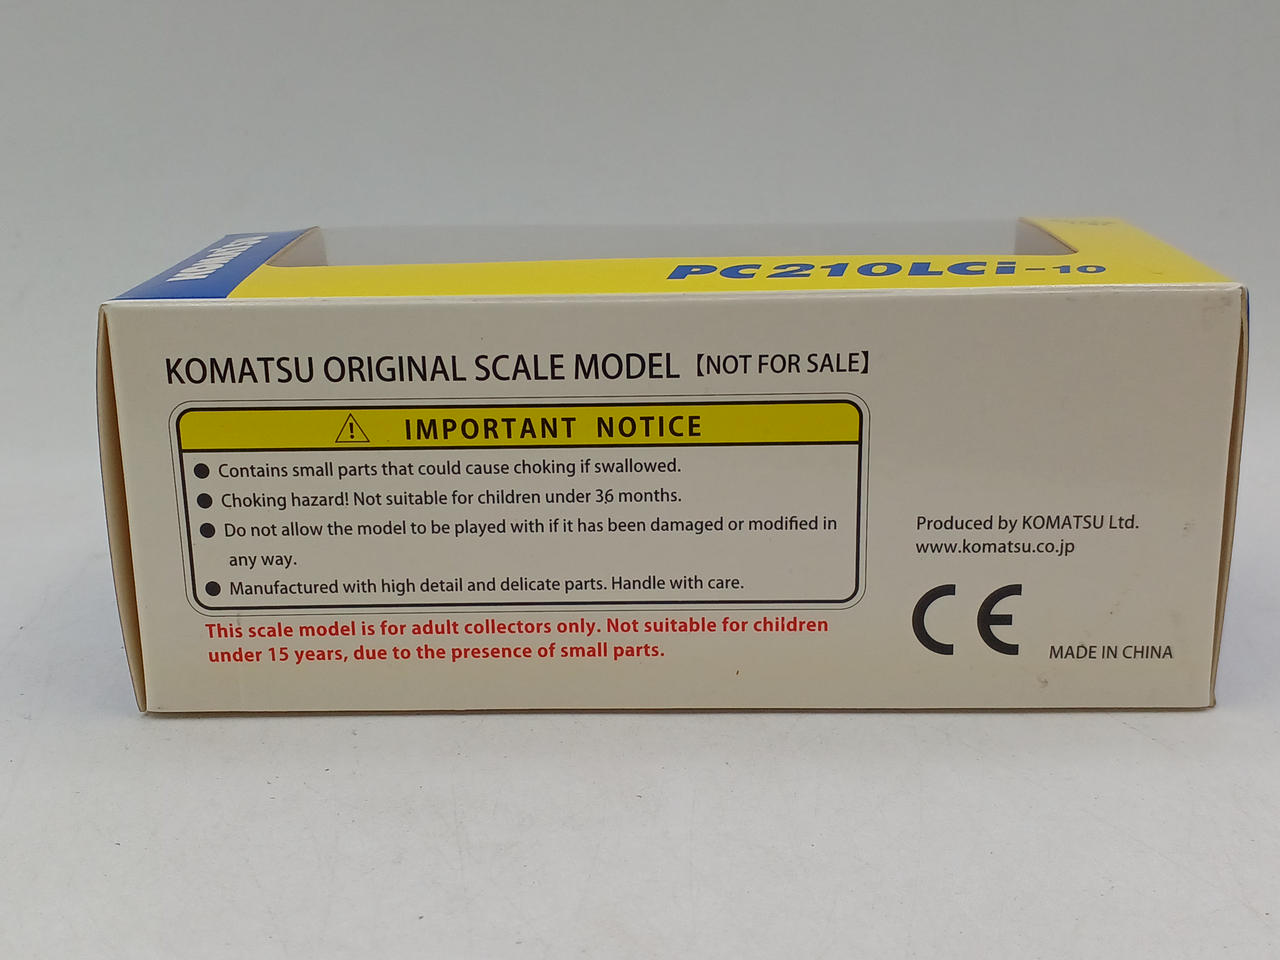 KOMATSU
PC210LCi-10
KOMATSU ORIGINAL SCALE MODEL【NOT FOR SALE】
IMPORTANT NOTICE
● Contains small parts that could cause choking if swallowed.
● Choking hazard! Not suitable for children under 36 months.
● Do not allow the model to be played with if it has been damaged or modified in
any way.
● Manufactured with high detail and delicate parts. Handle with care.
This scale model is for adult collectors only. Not suitable for children
under 15 years, due to the presence of small parts.
Produced by KOMATSU Ltd.
www.komatsu.co.jp
CE
MADE IN CHINA